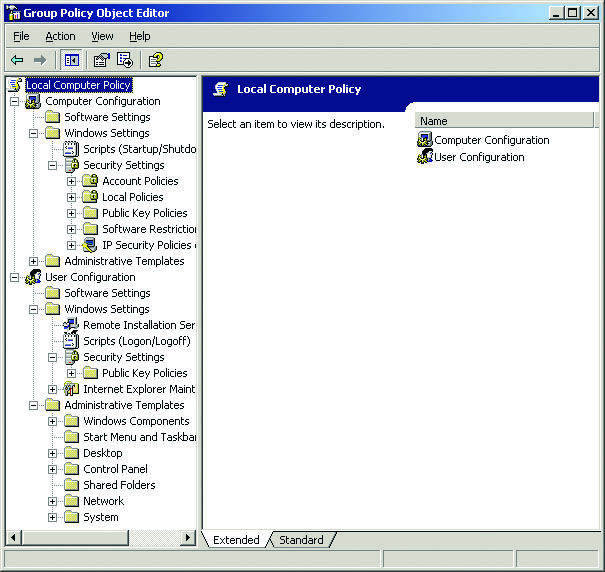 Group Policy Object Editor
File Action View Help
Local Computer Policy
Computer Configuration
Software Settings
Windows Settings
Scripts (Startup/Shutdo
Security Settings
Account Policies
Local Policies
Public Key Policies
Software Restriction
IP Security Policies o
Administrative Templates
User Configuration
Software Settings
Windows Settings
Remote Installation Ser
Scripts (Logon/Logoff)
Security Settings
Public Key Policies
Internet Explorer Maint
Administrative Templates
Windows Components
Start Menu and Taskbar
Desktop
Control Panel
Shared Folders
Network
System
Local Computer Policy
Select an item to view its description.
Name
Computer Configuration
User Configuration
Extended Standard